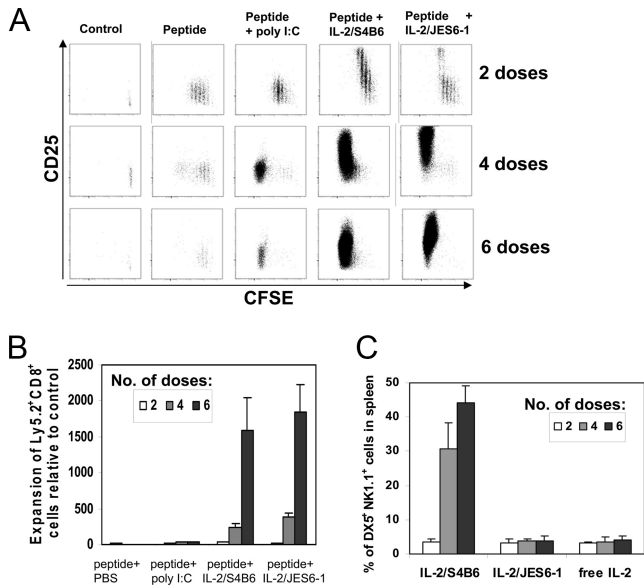 A
Control
Peptide
Peptide + poly I:C
Peptide + IL-2/S4B6
Peptide + IL-2/JES6-1
2 doses
4 doses
6 doses
CD25
CFSE
B
Expansion of Ly5.2⁺CD8⁺
cells relative to control
2500
2000
1500
1000
500
0
No. of doses:
2 4 6
peptide+ PBS
peptide+ poly I:C
peptide+ IL-2/S4B6
peptide+ IL-2/JES6-1
C
% of DX5⁺ NK1.1⁺ cells in spleen
50
40
30
20
10
0
No. of doses:
2 4 6
IL-2/S4B6
IL-2/JES6-1
free IL-2